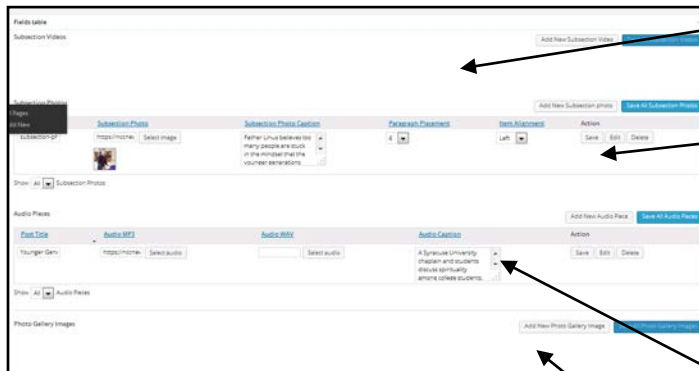 Fields table
Subsection Videos
Add New Subsection Video
Subsection Photos
Add New Subsection photo Save All Subsection Photo
Pages
Subsection Photo Subsection Photo Caption Paragraph Placement Item Alignment Action
Select image Father Linus believes too 4 Left Save Edit Delete
many people are stuck
in the mindset that the
younger generations
Show All Subsection Photos
Audio Pieces
Add New Audio Piece Save All Audio Pieces
Post Title Audio MP3 Audio WAV Audio Caption Action
Younger Gen Select audio Select audio A Syracuse University Save Edit Delete
chaplain and students
discuss spirituality
among college students.
Show All Audio Pieces
Photo Gallery Images
Add New Photo Gallery Image